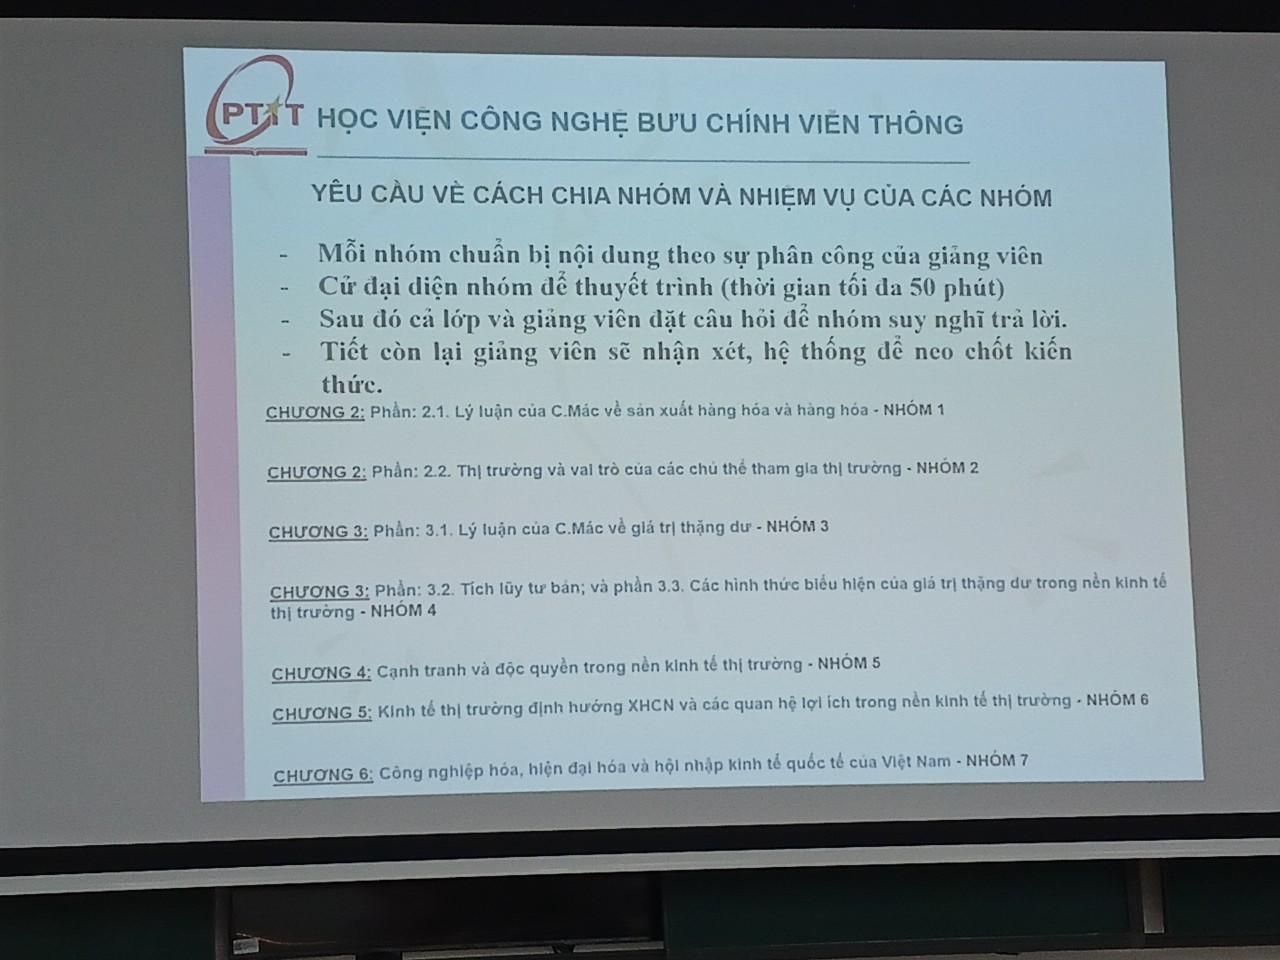 PTIT HỌC VIỆN CÔNG NGHỆ BƯU CHÍNH VIỄN THÔNG
YÊU CẦU VỀ CÁCH CHIA NHÓM VÀ NHIỆM VỤ CỦA CÁC NHÓM
- Mỗi nhóm chuẩn bị nội dung theo sự phân công của giảng viên
- Cử đại diện nhóm để thuyết trình (thời gian tối đa 50 phút)
- Sau đó cả lớp và giảng viên đặt câu hỏi để nhóm suy nghĩ trả lời.
- Tiết còn lại giảng viên sẽ nhận xét, hệ thống để neo chốt kiến
thức.
CHƯƠNG 2: Phần: 2.1. Lý luận của C.Mác về sản xuất hàng hóa và hàng hóa - NHÓM 1
CHƯƠNG 2: Phần: 2.2. Thị trường và vai trò của các chủ thể tham gia thị trường - NHÓM 2
CHƯƠNG 3: Phần: 3.1. Lý luận của C.Mác về giá trị thặng dư - NHÓM 3
CHƯƠNG 3: Phần: 3.2. Tích lũy tư bản; và phần 3.3. Các hình thức biểu hiện của giá trị thặng dư trong nền kinh tế
thị trường - NHÓM 4
CHƯƠNG 4: Cạnh tranh và độc quyền trong nền kinh tế thị trường - NHÓM 5
CHƯƠNG 5: Kinh tế thị trường định hướng XHCN và các quan hệ lợi ích trong nền kinh tế thị trường - NHÓM 6
CHƯƠNG 6: Công nghiệp hóa, hiện đại hóa và hội nhập kinh tế quốc tế của Việt Nam - NHÓM 7